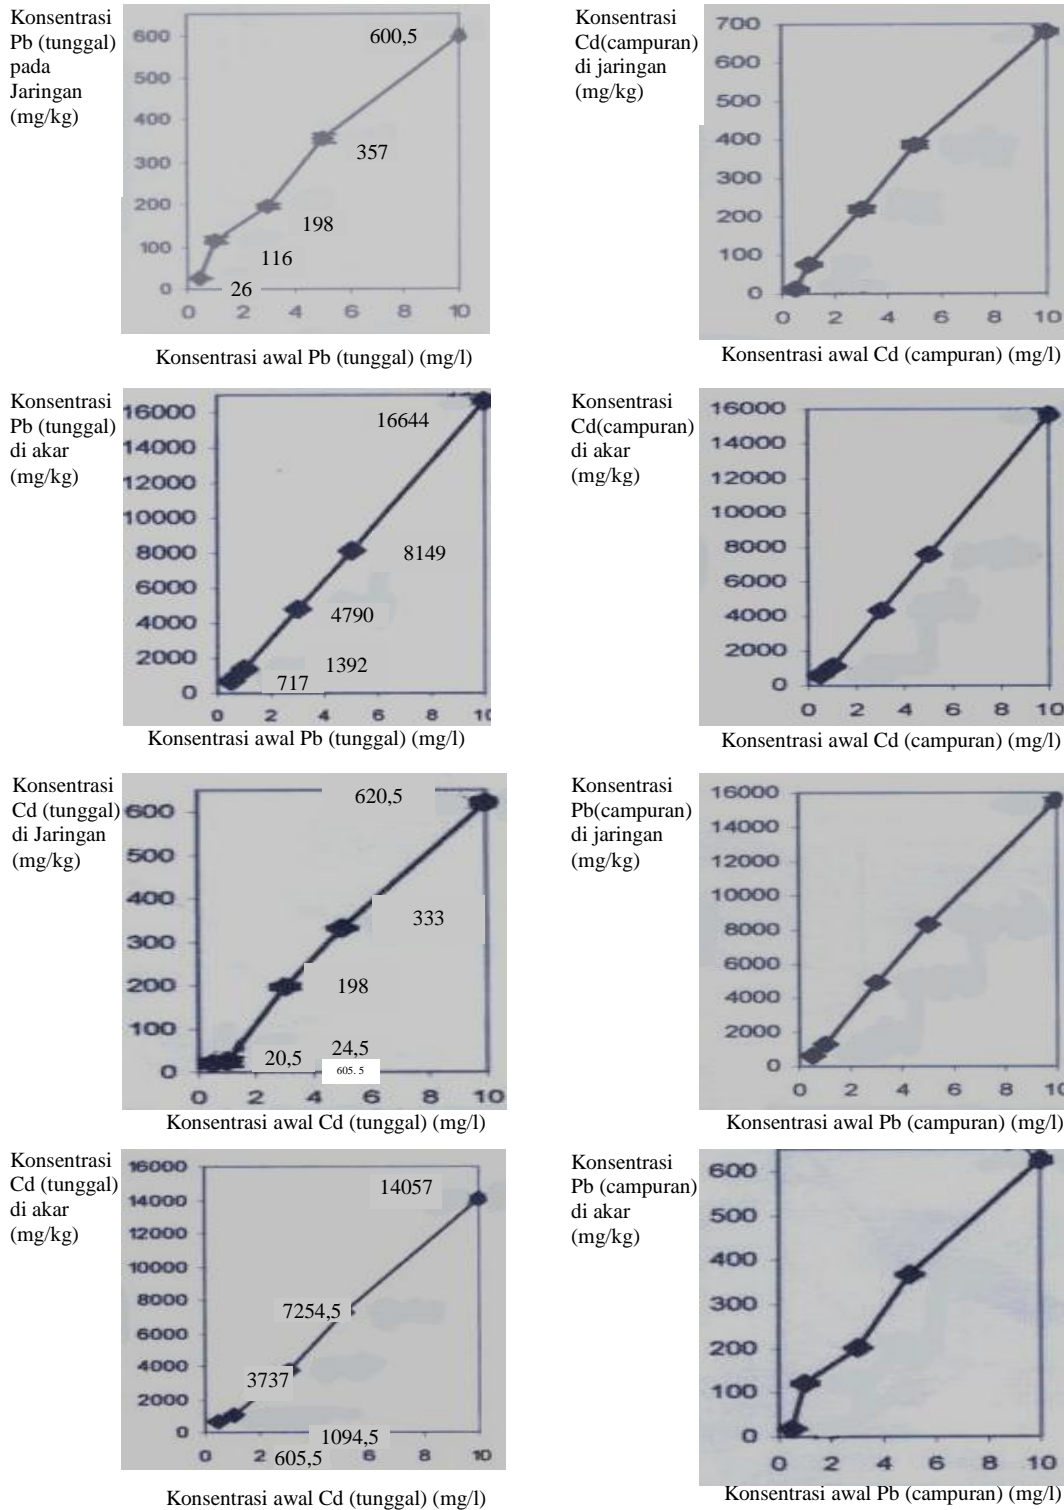 Konsentrasi
Pb (tunggal)
pada
Jaringan
(mg/kg)
600
500
400
300
200
100
0
600,5
357
198
116
26
0 2 4 6 8 10
Konsentrasi awal Pb (tunggal) (mg/l)
Konsentrasi
Cd(campuran)
di jaringan
(mg/kg)
700
600
500
400
300
200
100
0
0 2 4 6 8 10
Konsentrasi awal Cd (campuran) (mg/l)
Konsentrasi
Pb (tunggal)
di akar
(mg/kg)
16000
14000
12000
10000
8000
6000
4000
2000
0
16644
8149
4790
1392
717
0 2 4 6 8 10
Konsentrasi awal Pb (tunggal) (mg/l)
Konsentrasi
Cd(campuran)
di akar
(mg/kg)
16000
14000
12000
10000
8000
6000
4000
2000
0
0 2 4 6 8 10
Konsentrasi awal Cd (campuran) (mg/l)
Konsentrasi
Cd (tunggal)
di Jaringan
(mg/kg)
600
500
400
300
200
100
0
620,5
333
198
24,5
20,5
605. 5
0 2 4 6 8 10
Konsentrasi awal Cd (tunggal) (mg/l)
Konsentrasi
Pb(campuran)
di jaringan
(mg/kg)
16000
14000
12000
10000
8000
6000
4000
2000
0
0 2 4 6 8 10
Konsentrasi awal Pb (campuran) (mg/l)
Konsentrasi
Cd (tunggal)
di akar
(mg/kg)
16000
14000
12000
10000
8000
6000
4000
2000
0
14057
7254,5
3737
1094,5
605,5
0 2 4 6 8 10
Konsentrasi awal Cd (tunggal) (mg/l)
Konsentrasi
Pb (campuran)
di akar
(mg/kg)
600
400
300
200
100
0
0 2 4 6 8 10
Konsentrasi awal Pb (campuran) (mg/l)